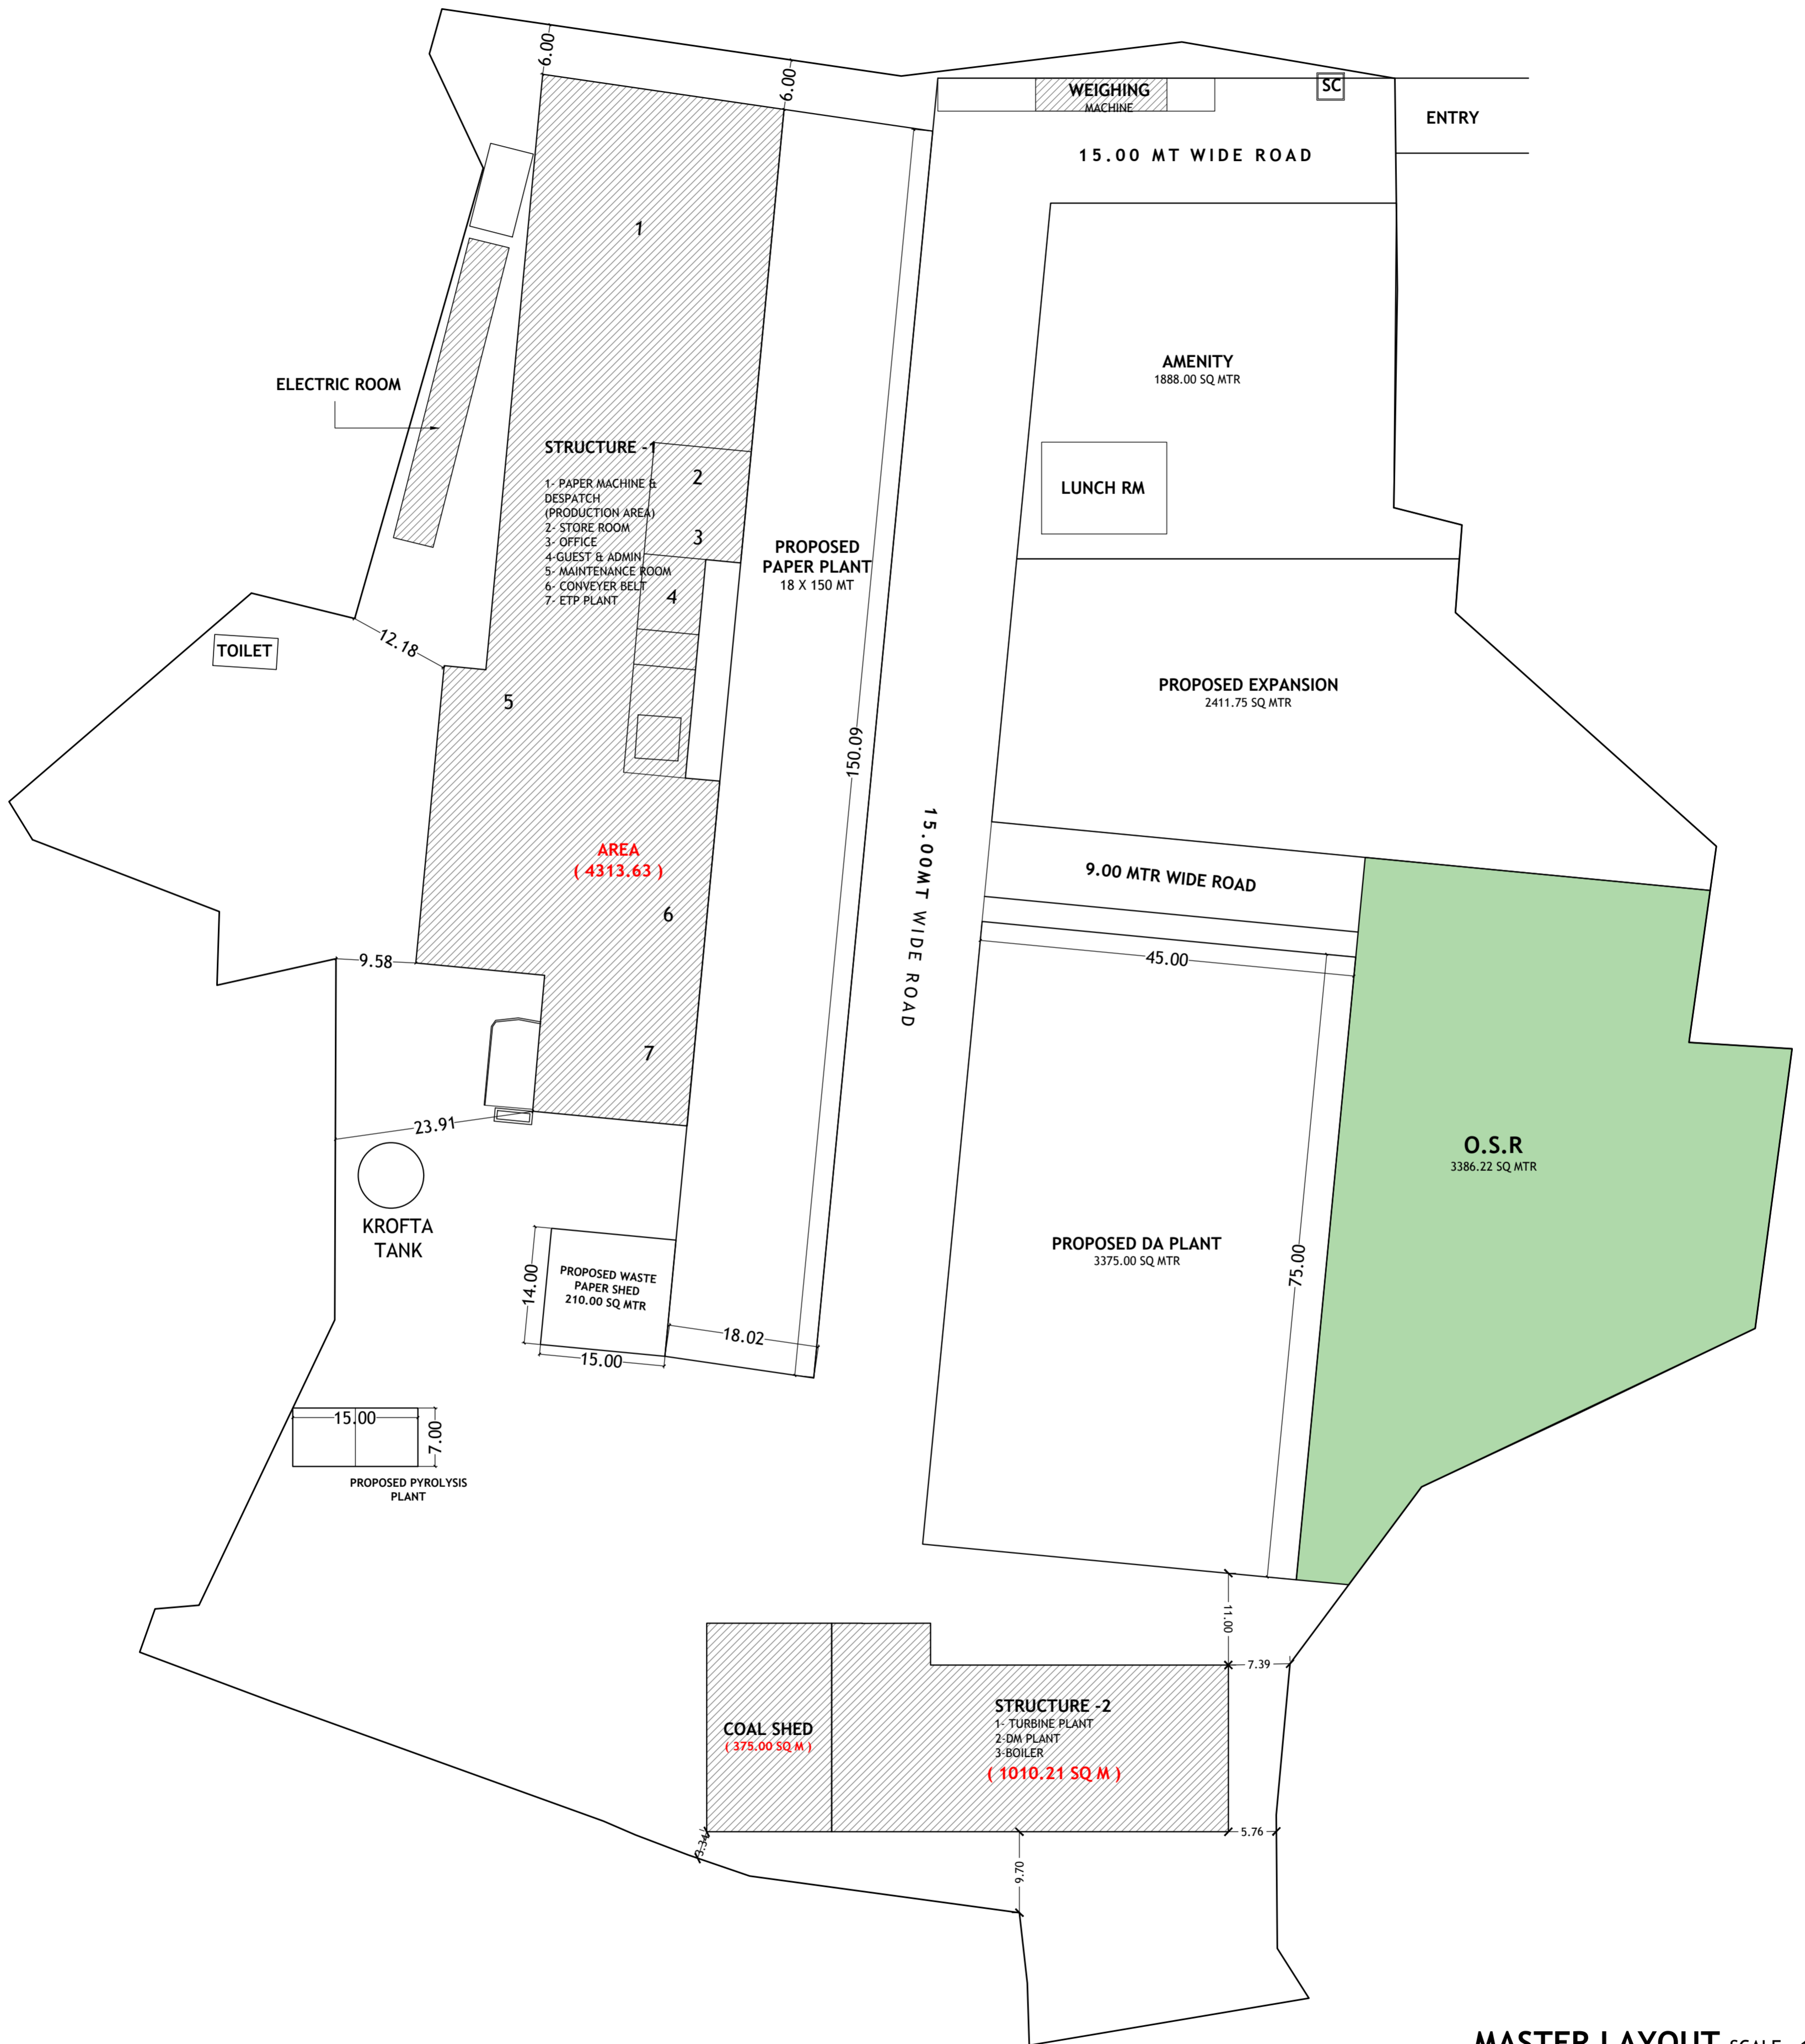 6.00
6.00
WEIGHING
MACHINE
SC
ENTRY
15.00 MT WIDE ROAD
1
AMENITY
1888.00 SQ MTR
ELECTRIC ROOM
STRUCTURE -1
1- PAPER MACHINE &
DESPATCH
(PRODUCTION AREA)
2- STORE ROOM
3- OFFICE
4-GUEST & ADMIN
5- MAINTENANCE ROOM
6- CONVEYER BELT
7- ETP PLANT
2
3
4
LUNCH RM
PROPOSED
PAPER PLANT
18 X 150 MT
12.18
TOILET
5
PROPOSED EXPANSION
2411.75 SQ MTR
150.09
AREA
( 4313.63 )
15.00MT WIDE ROAD
9.00 MTR WIDE ROAD
6
9.58
45.00
7
23.91
O.S.R
3386.22 SQ MTR
KROFTA
TANK
PROPOSED DA PLANT
3375.00 SQ MTR
75.00
14.00
PROPOSED WASTE
PAPER SHED
210.00 SQ MTR
18.02
15.00
15.00
7.00
PROPOSED PYROLYSIS
PLANT
11.00
7.39
STRUCTURE -2
1- TURBINE PLANT
2-DM PLANT
3-BOILER
( 1010.21 SQ M )
COAL SHED
( 375.00 SQ M )
3.34
5.76
9.70
MASTER LAYOUT